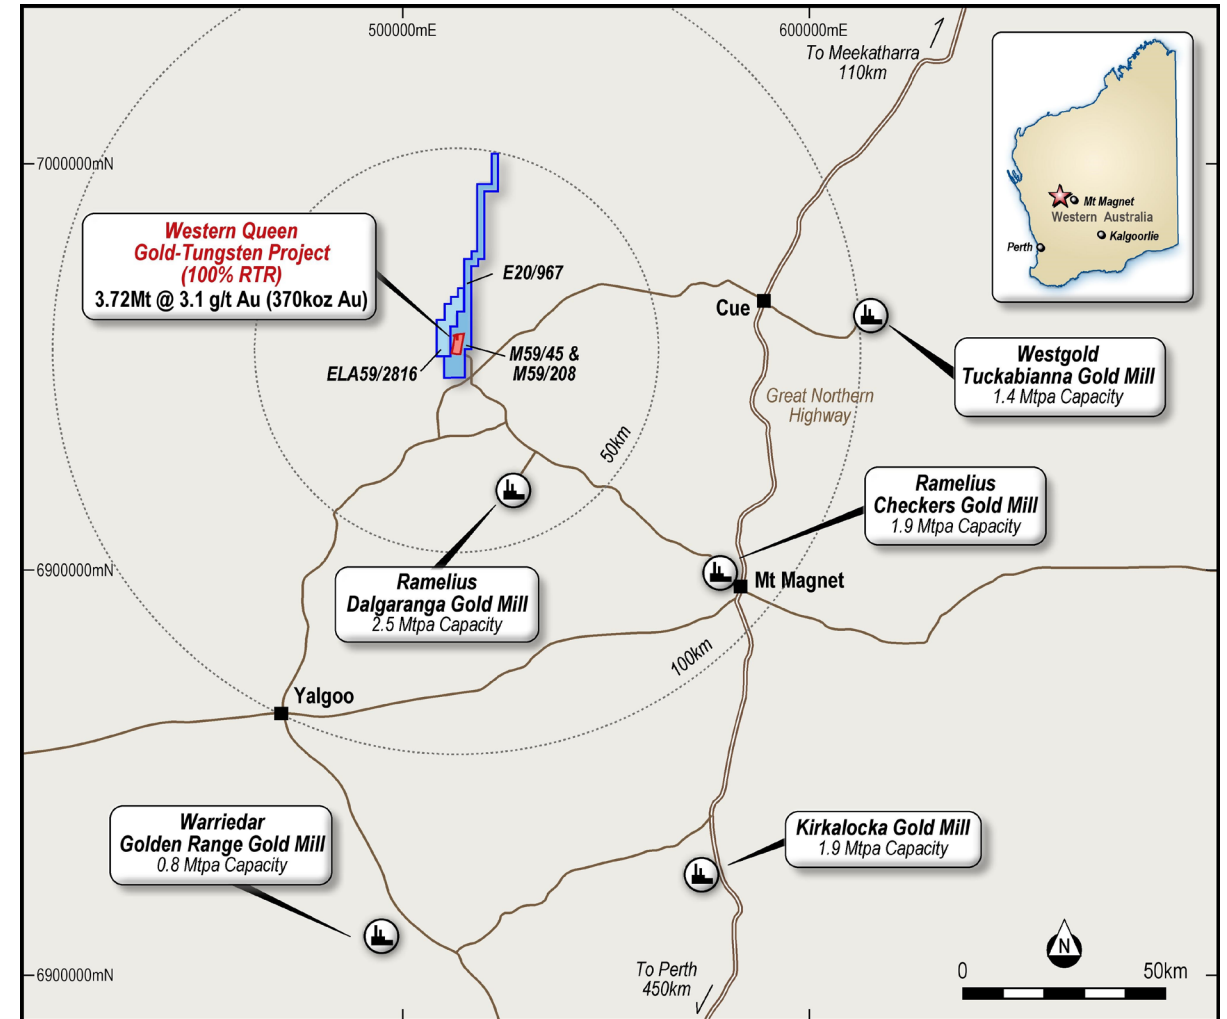 500000mE
600000mE
To Meekatharra
110km
7000000mN
Western Queen
Gold-Tungsten Project
(100% RTR)
3.72Mt @ 3.1 g/t Au (370koz Au)
E20/967
M59/45 &
M59/208
ELA59/2816
Cue
Mt Magnet
Western Australia
Kalgoorlie
Perth
Westgold
Tuckabianna Gold Mill
1.4 Mtpa Capacity
Great Northern
Highway
50km
Ramelius
Checkers Gold Mill
1.9 Mtpa Capacity
6900000mN
Ramelius
Dalgaranga Gold Mill
2.5 Mtpa Capacity
Mt Magnet
100km
Yalgoo
Warriedar
Golden Range Gold Mill
0.8 Mtpa Capacity
Kirkalocka Gold Mill
1.9 Mtpa Capacity
6900000mN
To Perth
450km
N
0 50km